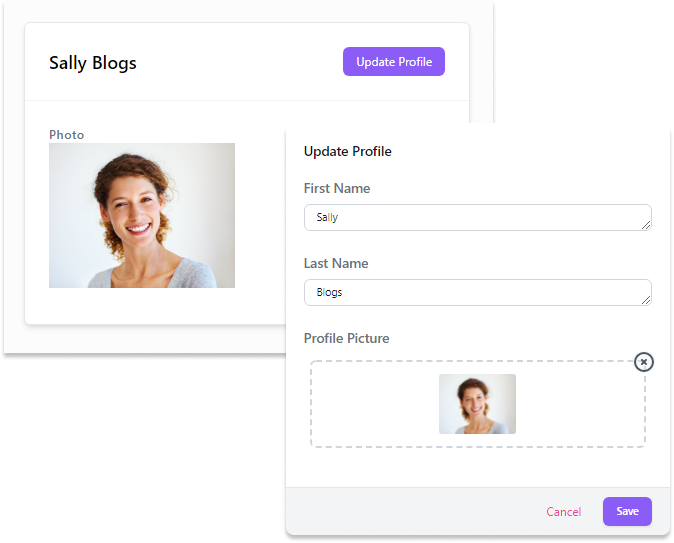 Sally Blogs
Update Profile
Photo
Update Profile
First Name
Sally
Last Name
Blogs
Profile Picture
Cancel
Save